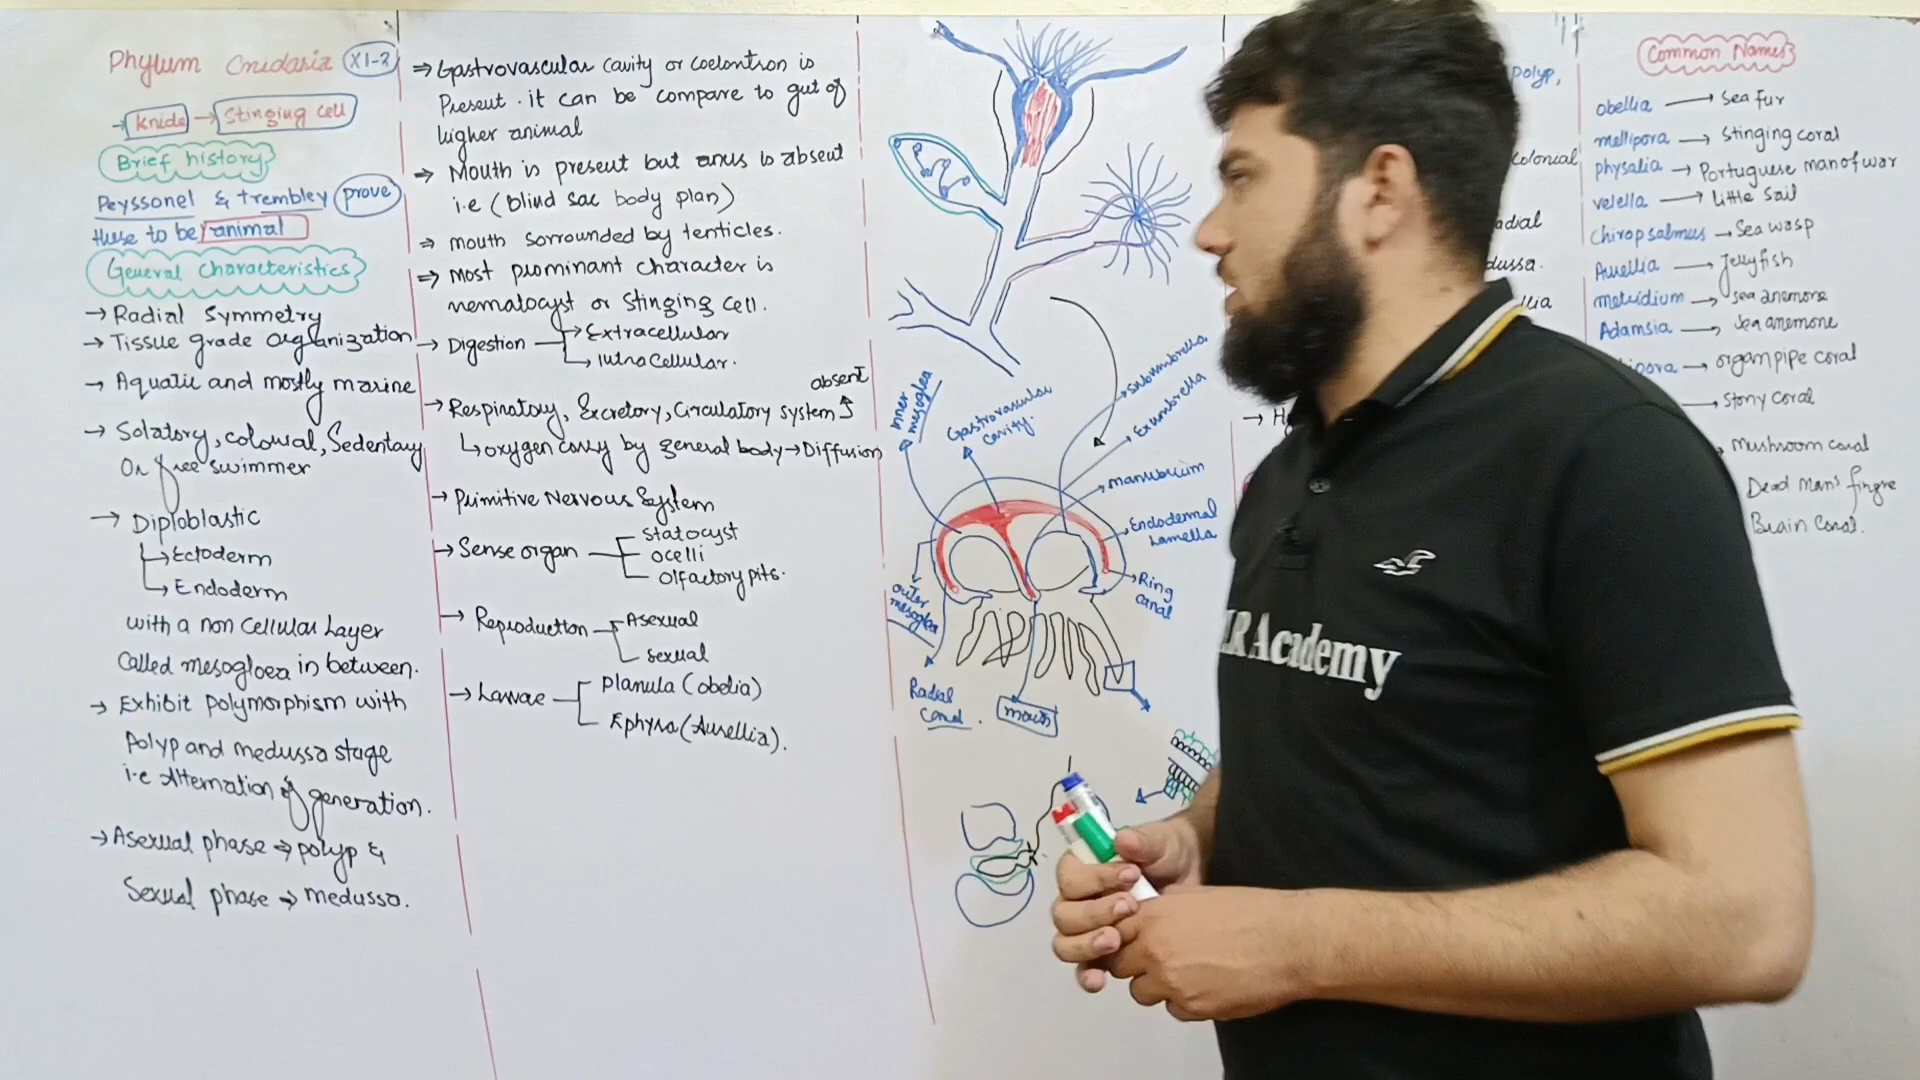 Phylum Cnidaria XI-2
→ Knide → Stinging cell
Brief history
Peyssonel & trembley prove
these to be animal
General Characteristics
→ Radial Symmetry
→ Tissue grade organization
→ Aquatic and mostly marine
→ Solatory, colonial, Sedentary
Or free swimmer
→ Diploblastic
→ Ectoderm
→ Endoderm
with a non Cellular Layer
Called mesogloea in between.
→ Exhibit polymorphism with
Polyp and medussa stage
i.e Alternation of generation.
→ Asexual phase → polyp &
Sexual phase → medussa.
⇒ Gastrovascular cavity or Coelontron is
Present. it can be compare to gut of
higher animal
→ Mouth is present but anus is absent
i.e (blind sac body plan)
⇒ mouth sorrounded by tenticles.
⇒ most prominant character is
nematocyst or Stinging cell.
→ Digestion → Extracellular
→ intracellular.
absent
→ Respiratory, Excretory, Circulatory system
↳ oxygen carry by general body → Diffusion
→ Primitive Nervous System
→ Sense organ
Statocyst
ocelli
olfactory pits.
→ Reproduction → Asexual
sexual
→ Larvae
Planula (obelia)
Ephyra (Aurellia).
inner mesoglea
Gastrovascular
cavity.
Subumbrella
Exumbrella
manubrium
Endodermal
Lamella
Ring
canal
outer
mesoglea
Radial
Canal.
mouth
polyp,
colonial
adial
dussa.
llia
→ H
Common Names
obellia → Sea fur
mellipora → Stinging coral
physalia → Portuguese man of war
velella → little Sail
Chiropsalmus → Sea wasp
Aurellia → Jellyfish
metridium → Sea anemone
Adamsia → Sea anemone
ipora → organpipe coral
→ Stony coral
→ mushroom coral
Dead man's fingre
Brain Coral.
R Academy